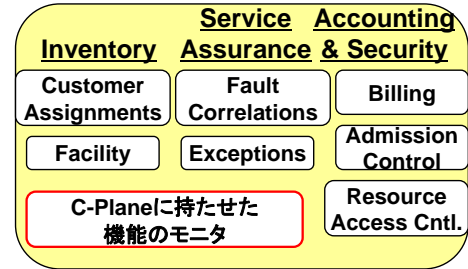 Inventory
Service
Assurance
Accounting
& Security
Customer
Assignments
Fault
Correlations
Billing
Facility
Exceptions
Admission
Control
C-Planeに持たせた
機能のモニタ
Resource
Access Cntl.